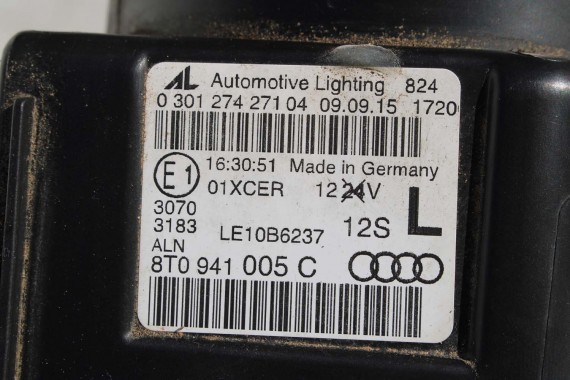 AL Automotive Lighting 824
0 301 274 271 04 09.09.15 1720
16:30:51 Made in Germany
E1 01XCER 12 24V
3070
3183 LE10B6237 12S L
ALN
8T0 941 005 C